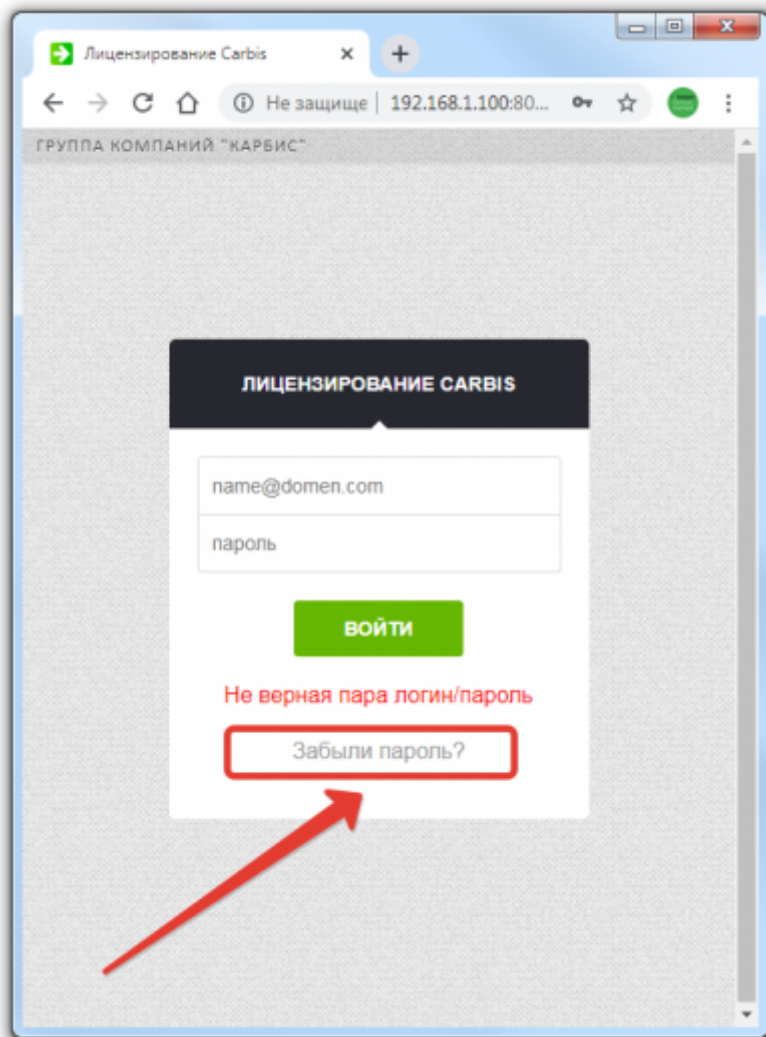 Лицензирование Carbis
Не защище | 192.168.1.100:80...
ГРУППА КОМПАНИЙ "КАРБИС"
ЛИЦЕНЗИРОВАНИЕ CARBIS
name@domen.com
пароль
ВОЙТИ
Не верная пара логин/пароль
Забыли пароль?